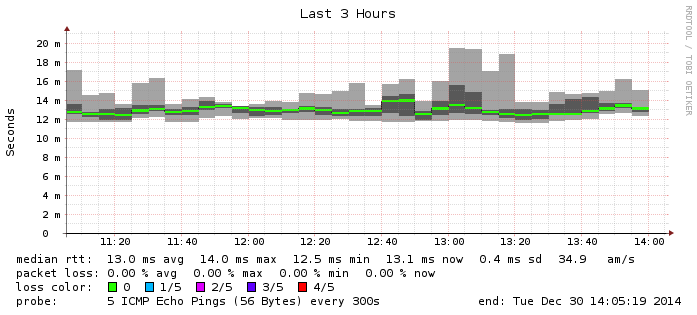 Last 3 Hours
RRDTOOL / TOBI OETIKER
Seconds
20 m
18 m
16 m
14 m
12 m
10 m
8 m
6 m
4 m
2 m
0
11:20 11:40 12:00 12:20 12:40 13:00 13:20 13:40 14:00
median rtt: 13.0 ms avg 14.0 ms max 12.5 ms min 13.1 ms now 0.4 ms sd 34.9 am/s
packet loss: 0.00 % avg 0.00 % max 0.00 % min 0.00 % now
loss color: 0 1/5 2/5 3/5 4/5
probe: 5 ICMP Echo Pings (56 Bytes) every 300s end: Tue Dec 30 14:05:19 2014